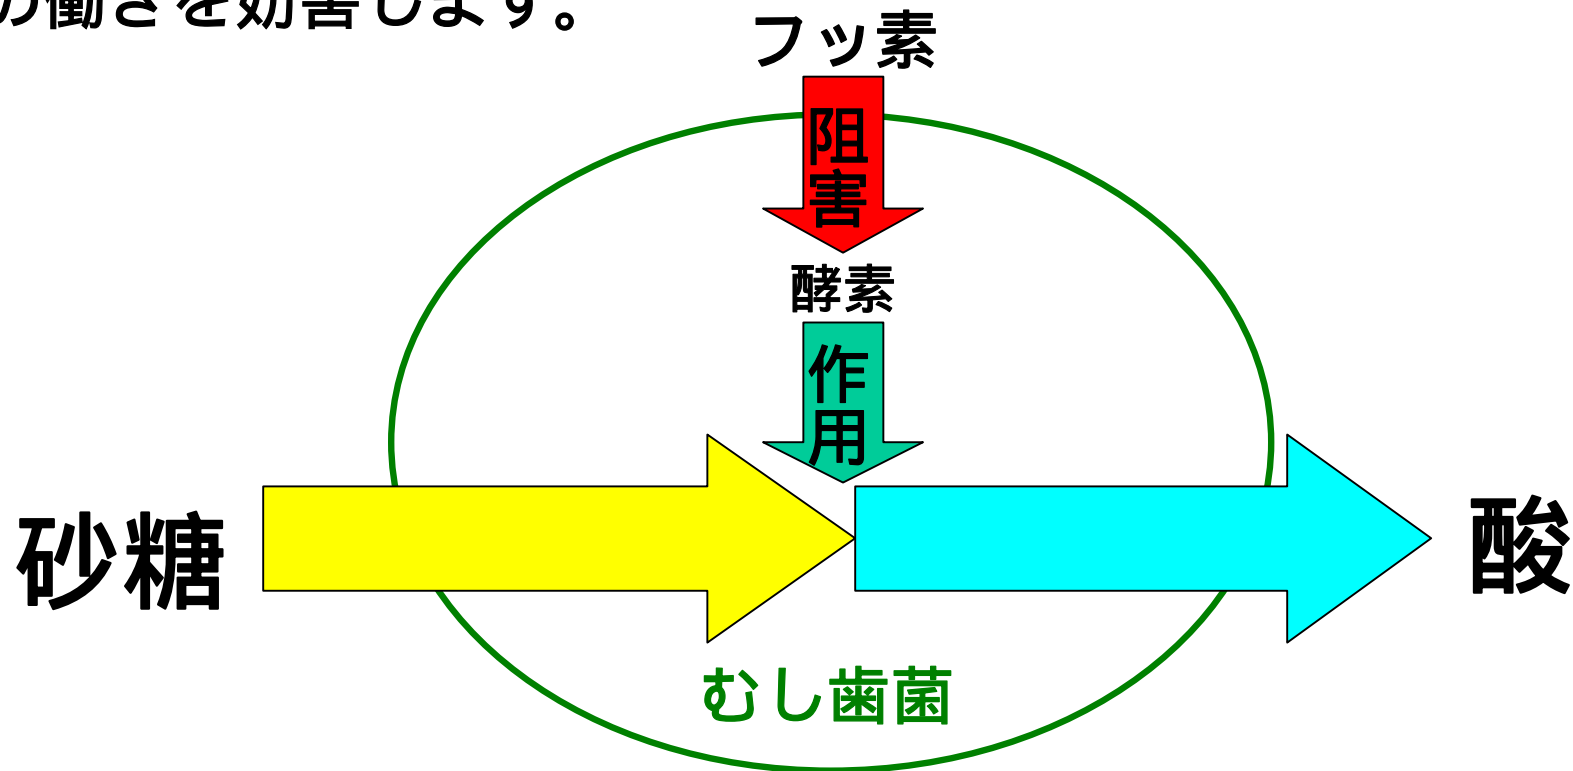 の働きを妨害します。
フッ素
阻害
酵素
作用
砂糖
酸
むし歯菌